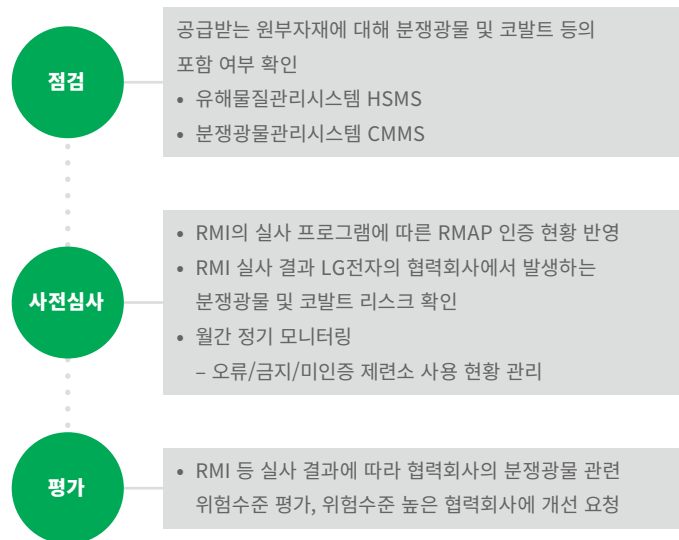 점검
공급받는 원부자재에 대해 분쟁광물 및 코발트 등의
포함 여부 확인
• 유해물질관리시스템 HSMS
• 분쟁광물관리시스템 CMMS
사전심사
• RMI의 실사 프로그램에 따른 RMAP 인증 현황 반영
• RMI 실사 결과 LG전자의 협력회사에서 발생하는
분쟁광물 및 코발트 리스크 확인
• 월간 정기 모니터링
– 오류/금지/미인증 제련소 사용 현황 관리
평가
• RMI 등 실사 결과에 따라 협력회사의 분쟁광물 관련
위험수준 평가, 위험수준 높은 협력회사에 개선 요청